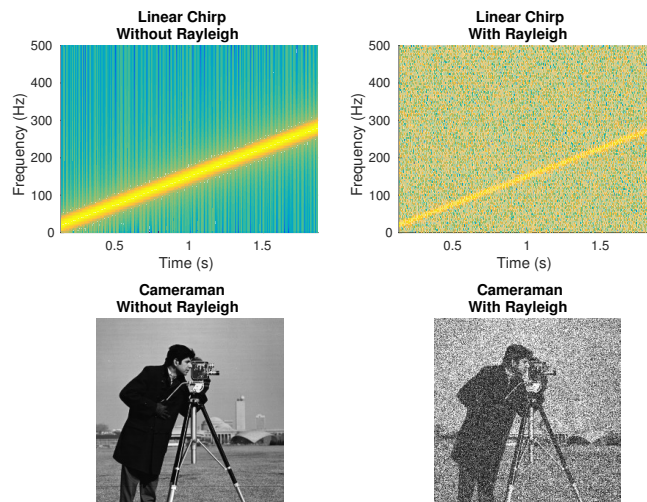 Linear Chirp
Without Rayleigh
500
400
300
200
100
0
Frequency (Hz)
0.5
1
1.5
Time (s)
Linear Chirp
With Rayleigh
500
400
300
200
100
0
Frequency (Hz)
0.5
1
1.5
Time (s)
Cameraman
Without Rayleigh
Cameraman
With Rayleigh